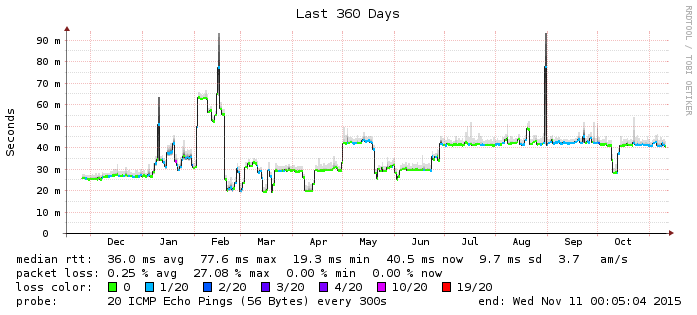 Last 360 Days
RRDTOOL / TOBI OETIKER
Seconds
90 m
80 m
70 m
60 m
50 m
40 m
30 m
20 m
10 m
0
Dec Jan Feb Mar Apr May Jun Jul Aug Sep Oct
median rtt: 36.0 ms avg 77.6 ms max 19.3 ms min 40.5 ms now 9.7 ms sd 3.7 am/s
packet loss: 0.25 % avg 27.08 % max 0.00 % min 0.00 % now
loss color: 0 1/20 2/20 3/20 4/20 10/20 19/20
probe: 20 ICMP Echo Pings (56 Bytes) every 300s end: Wed Nov 11 00:05:04 2015